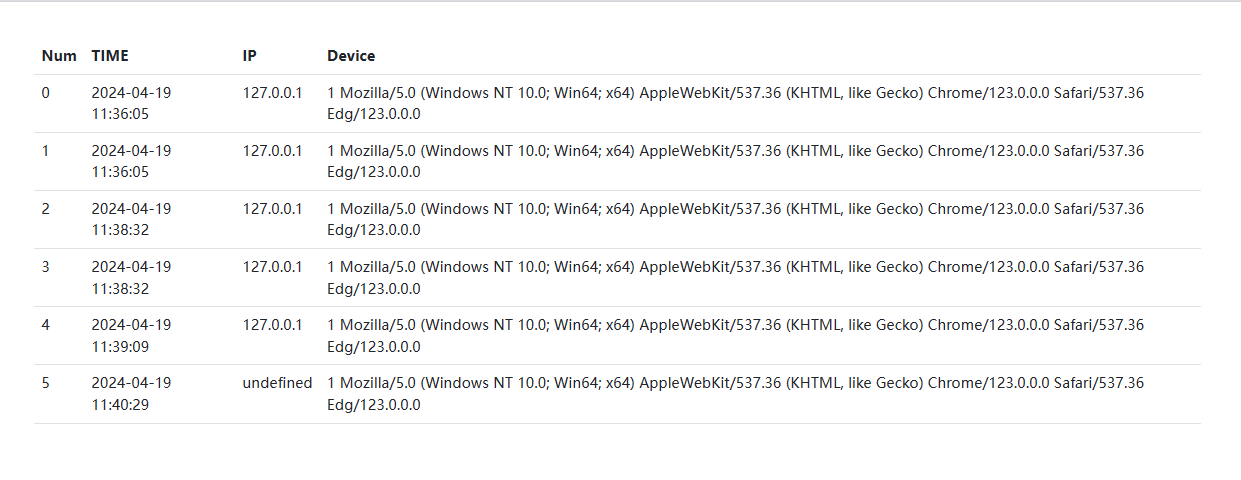 Num TIME IP Device
0 2024-04-19 127.0.0.1 1 Mozilla/5.0 (Windows NT 10.0; Win64; x64) AppleWebKit/537.36 (KHTML, like Gecko) Chrome/123.0.0.0 Safari/537.36
11:36:05 Edg/123.0.0.0
1 2024-04-19 127.0.0.1 1 Mozilla/5.0 (Windows NT 10.0; Win64; x64) AppleWebKit/537.36 (KHTML, like Gecko) Chrome/123.0.0.0 Safari/537.36
11:36:05 Edg/123.0.0.0
2 2024-04-19 127.0.0.1 1 Mozilla/5.0 (Windows NT 10.0; Win64; x64) AppleWebKit/537.36 (KHTML, like Gecko) Chrome/123.0.0.0 Safari/537.36
11:38:32 Edg/123.0.0.0
3 2024-04-19 127.0.0.1 1 Mozilla/5.0 (Windows NT 10.0; Win64; x64) AppleWebKit/537.36 (KHTML, like Gecko) Chrome/123.0.0.0 Safari/537.36
11:38:32 Edg/123.0.0.0
4 2024-04-19 127.0.0.1 1 Mozilla/5.0 (Windows NT 10.0; Win64; x64) AppleWebKit/537.36 (KHTML, like Gecko) Chrome/123.0.0.0 Safari/537.36
11:39:09 Edg/123.0.0.0
5 2024-04-19 undefined 1 Mozilla/5.0 (Windows NT 10.0; Win64; x64) AppleWebKit/537.36 (KHTML, like Gecko) Chrome/123.0.0.0 Safari/537.36
11:40:29 Edg/123.0.0.0